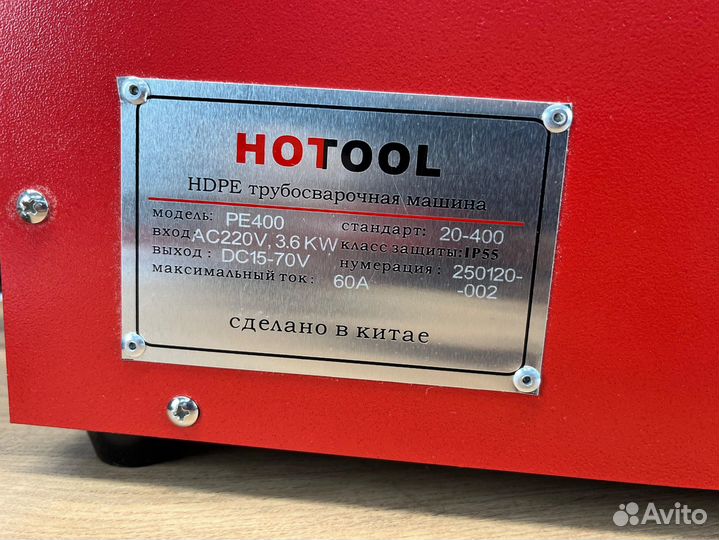 HOTOOL
HDPE трубосварочная машина
модель: PE400 стандарт: 20-400
вход AC220V, 3.6 KW класс защиты: IP55
выход : DC15-70V нумерация : 250120-
максимальный ток: 60A -002
сделано в китае
Avito